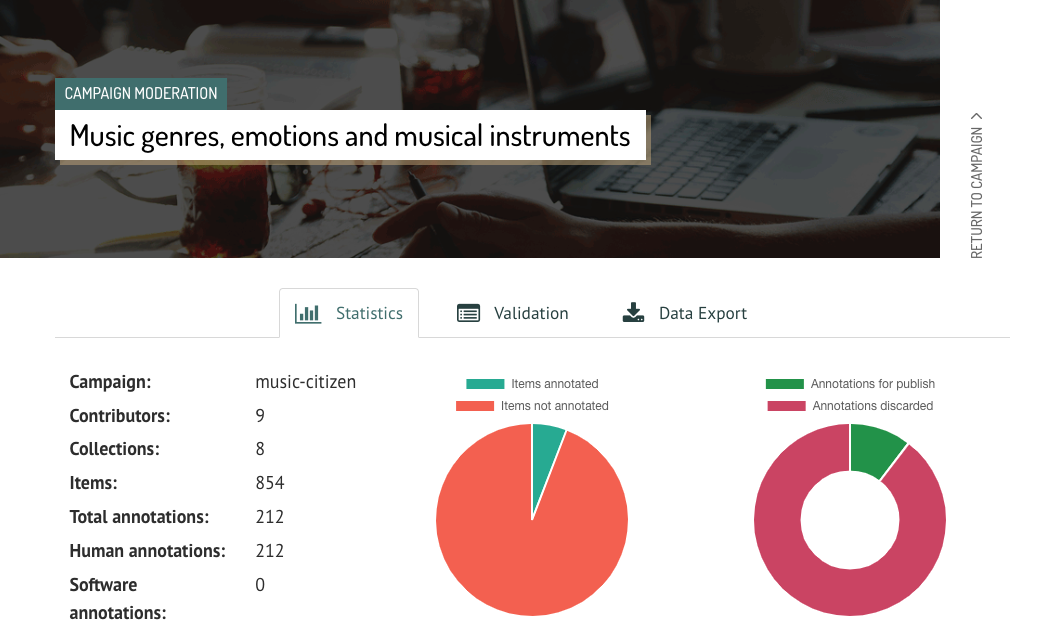 CAMPAIGN MODERATION
Music genres, emotions and musical instruments
RETURN TO CAMPAIGN
Statistics
Validation
Data Export
Campaign: music-citizen
Contributors: 9
Collections: 8
Items: 854
Total annotations: 212
Human annotations: 212
Software 0
annotations:
Items annotated
Items not annotated
Annotations for publish
Annotations discarded